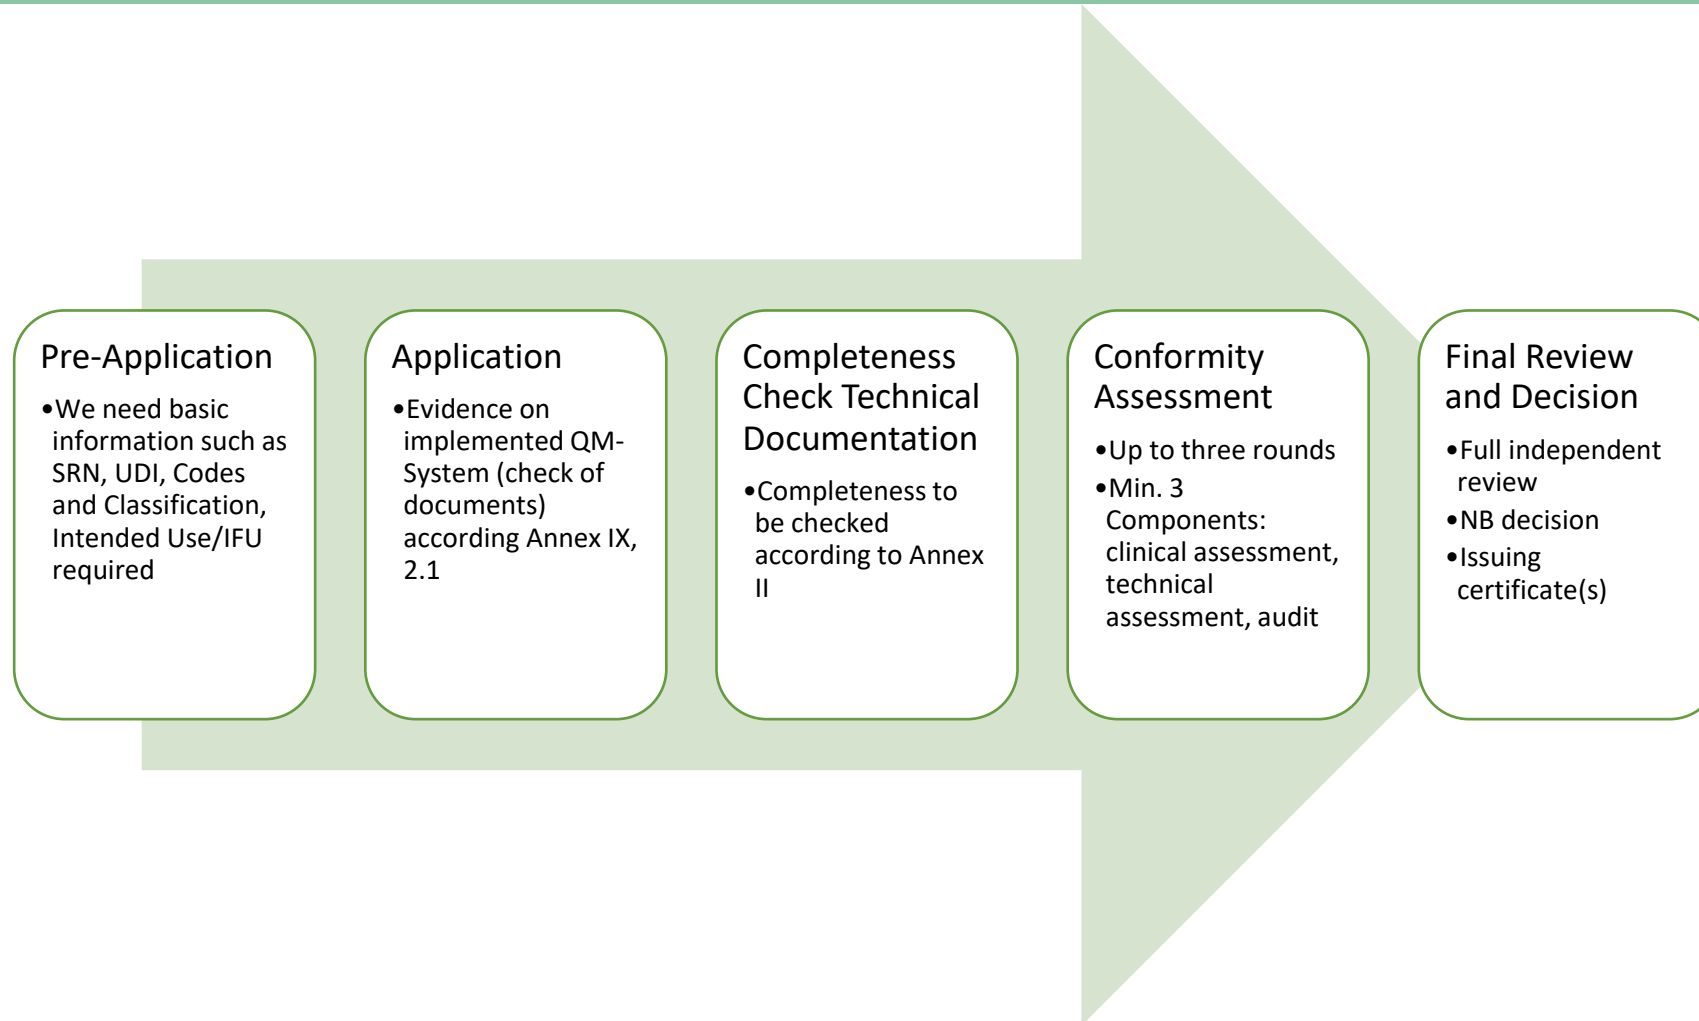 Pre-Application
•We need basic
information such as
SRN, UDI, Codes
and Classification,
Intended Use/IFU
required
Application
•Evidence on
implemented QM-
System (check of
documents)
according Annex IX,
2.1
Completeness
Check Technical
Documentation
•Completeness to
be checked
according to Annex
II
Conformity
Assessment
•Up to three rounds
•Min. 3
Components:
clinical assessment,
technical
assessment, audit
Final Review
and Decision
•Full independent
review
•NB decision
•Issuing
certificate(s)